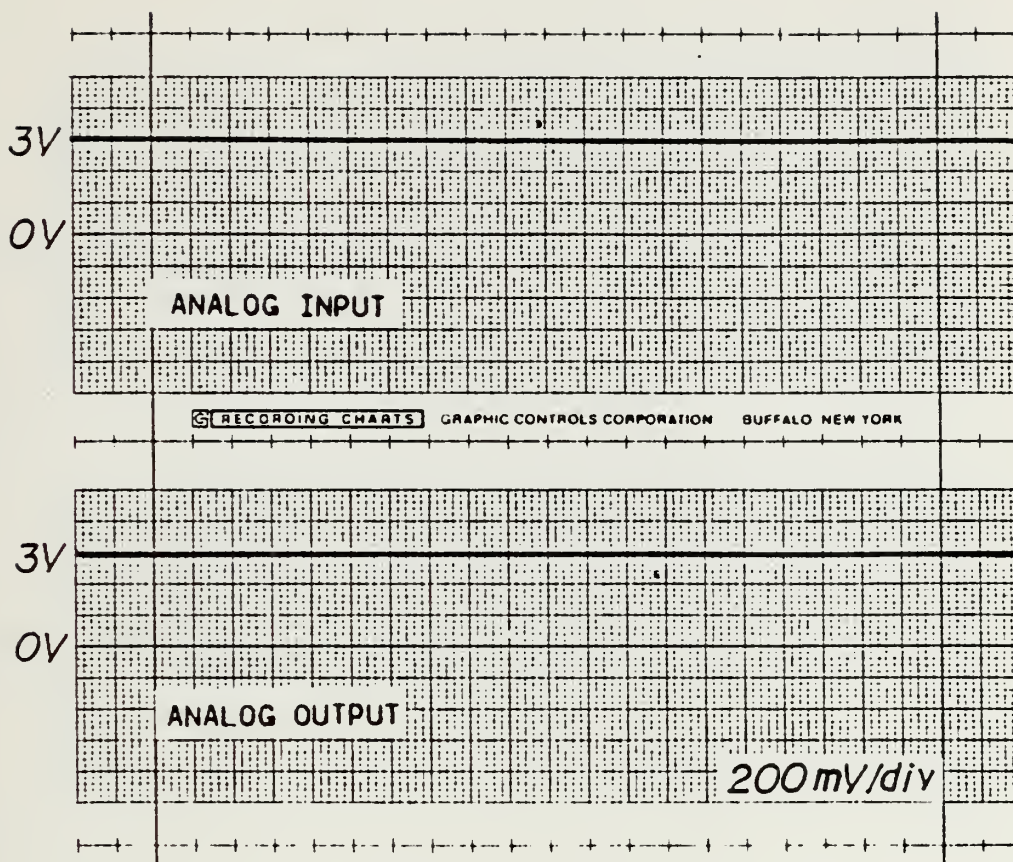 3V
0V
ANALOG INPUT
G RECORDING CHARTS GRAPHIC CONTROLS CORPORATION BUFFALO NEW YORK
3V
0V
ANALOG OUTPUT
200mV/div